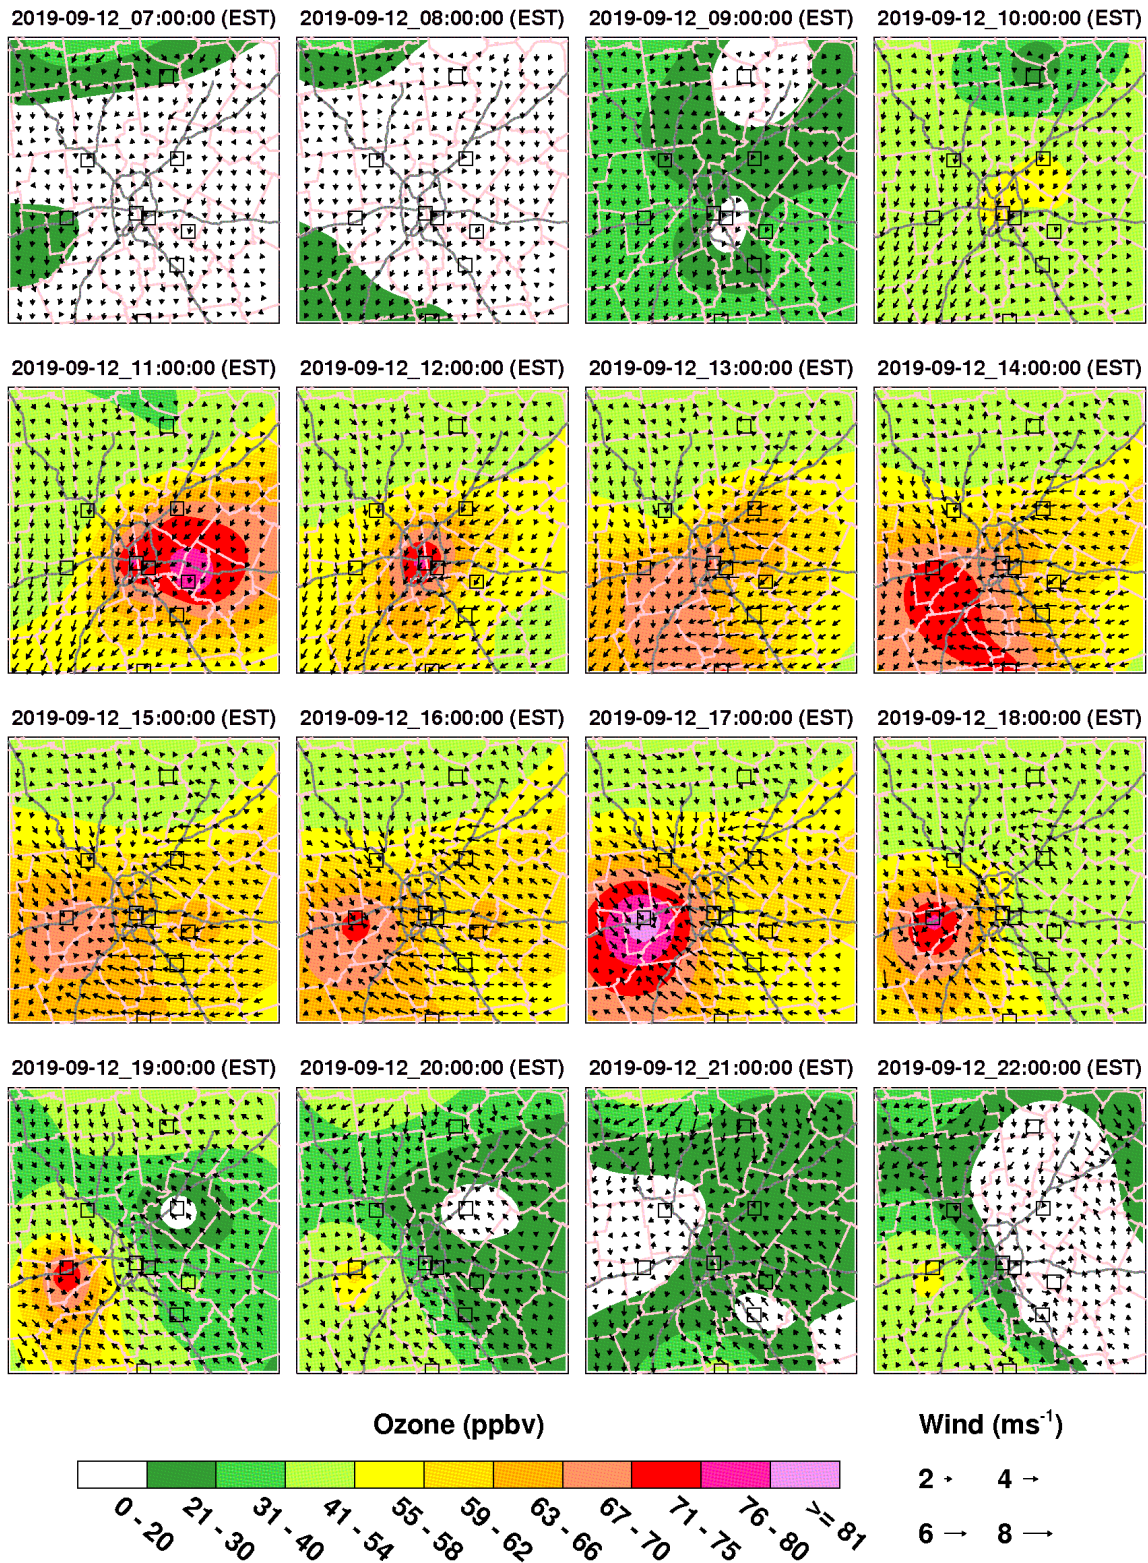 2019-09-12_07:00:00 (EST) 2019-09-12_08:00:00 (EST) 2019-09-12_09:00:00 (EST) 2019-09-12_10:00:00 (EST)
2019-09-12_11:00:00 (EST) 2019-09-12_12:00:00 (EST) 2019-09-12_13:00:00 (EST) 2019-09-12_14:00:00 (EST)
2019-09-12_15:00:00 (EST) 2019-09-12_16:00:00 (EST) 2019-09-12_17:00:00 (EST) 2019-09-12_18:00:00 (EST)
2019-09-12_19:00:00 (EST) 2019-09-12_20:00:00 (EST) 2019-09-12_21:00:00 (EST) 2019-09-12_22:00:00 (EST)
Ozone (ppbv) Wind (ms⁻¹)
0 - 20 21 - 30 31 - 40 41 - 54 55 - 58 59 - 62 63 - 66 67 - 70 71 - 75 76 - 80 >= 81
2 4
6 8